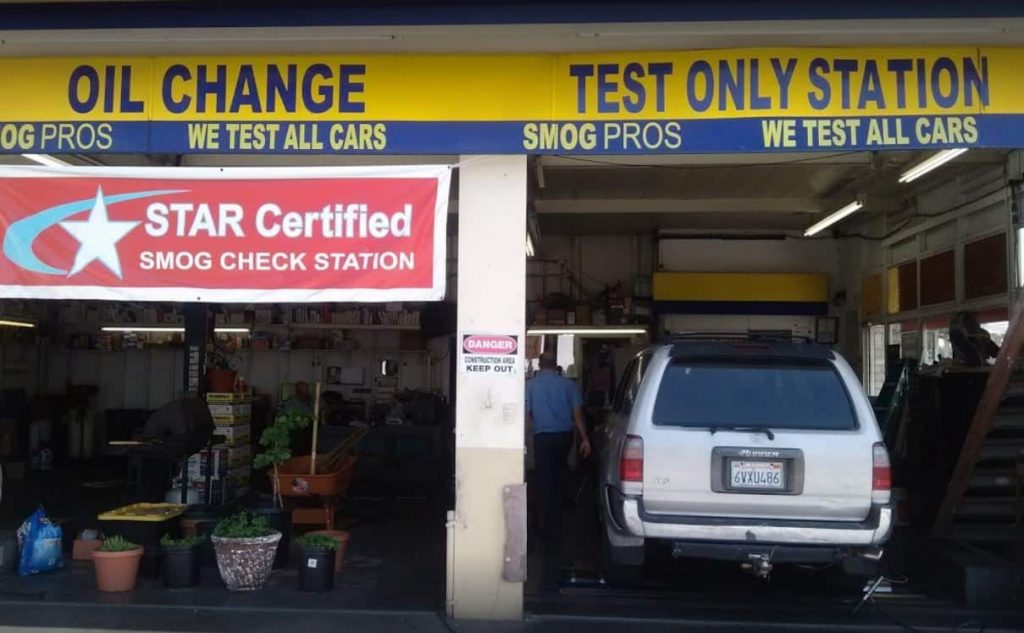 OIL CHANGE
TEST ONLY STATION
OG PROS
WE TEST ALL CARS
SMOG PROS
WE TEST ALL CARS
STAR Certified
SMOG CHECK STATION
DANGER
CONSTRUCTION AREA
KEEP OUT
4Runner
6VXU486